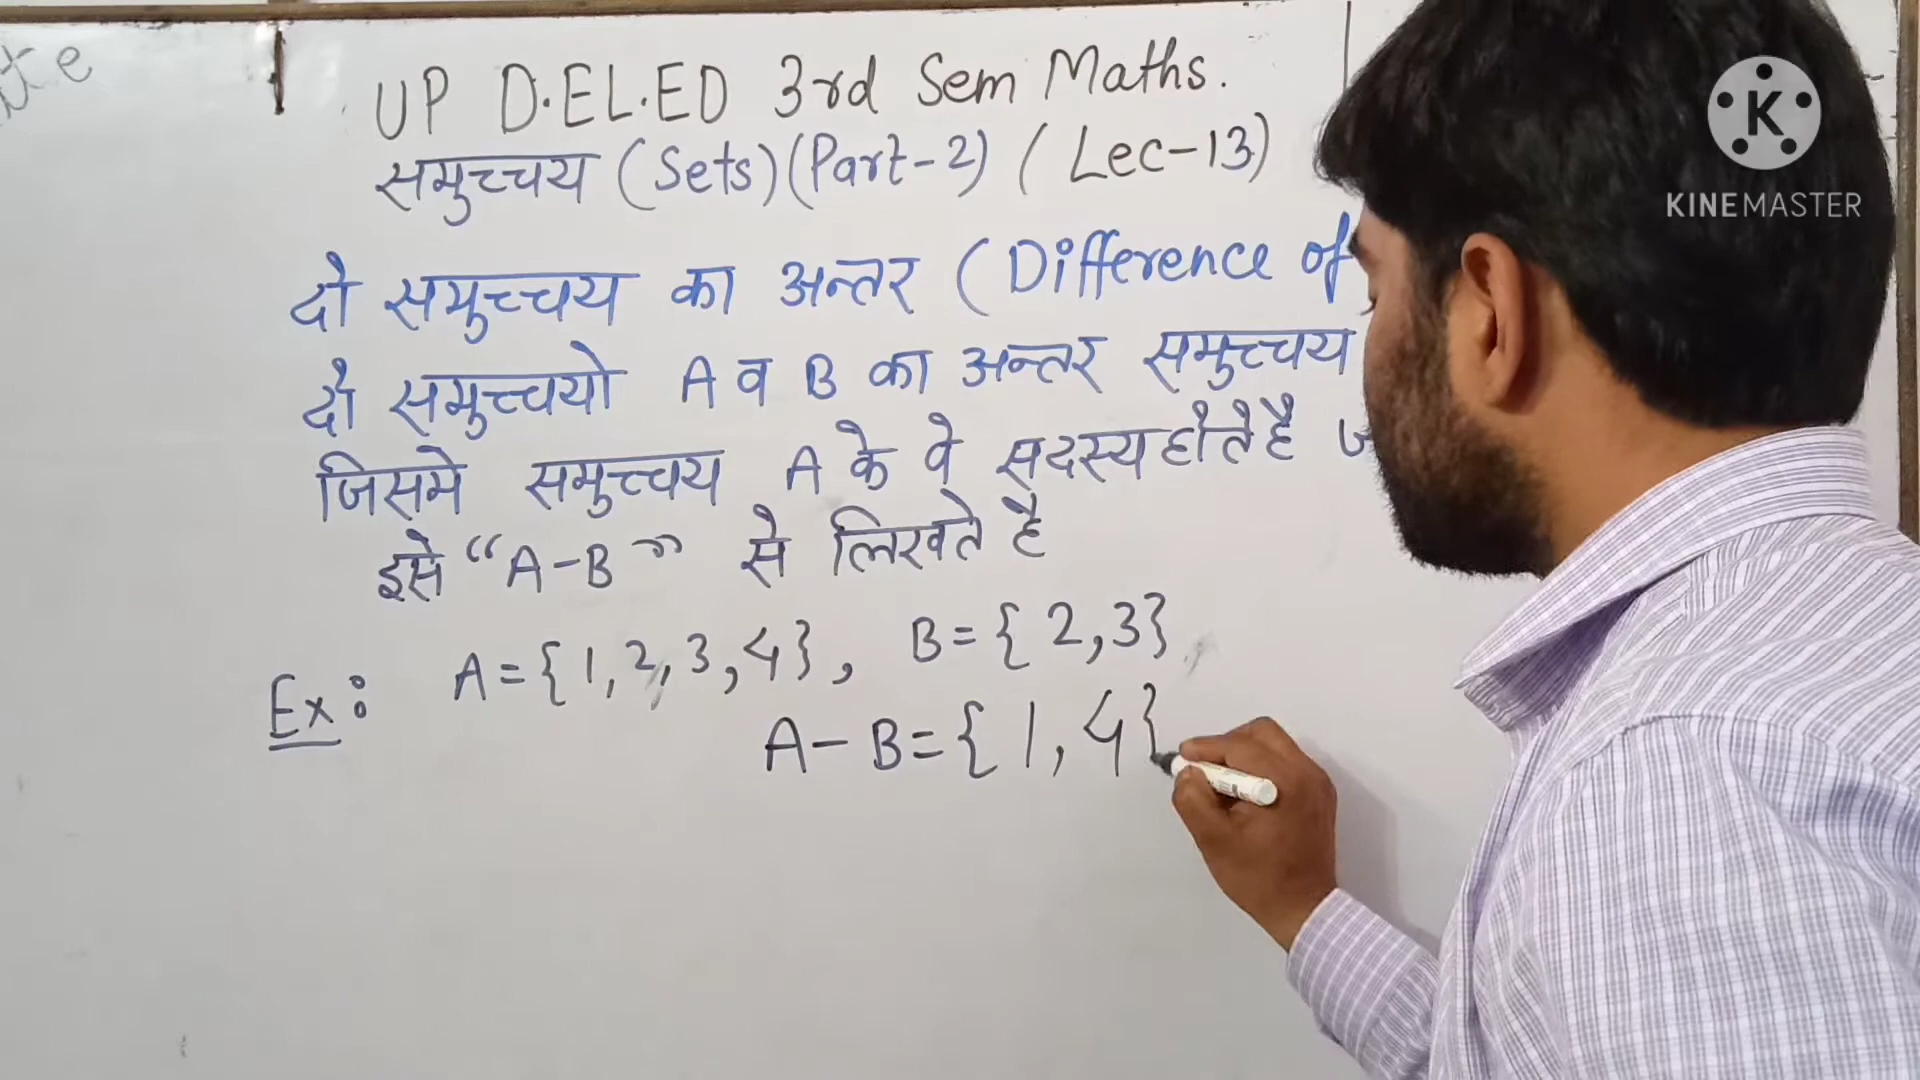 UP D.EL.ED 3rd Sem Maths.
समुच्चय (Sets)(Part-2) ( Lec-13)
दो समुच्चय का अन्तर ( Difference of
दो समुच्चयो A व B का अन्तर समुच्चय
जिसमे समुच्चय A के वे सदस्य होते है
इसे "A-B" से लिखते है
Ex: A={1,2,3,4}, B={2,3}
A-B={1,4}
K
KINEMASTER